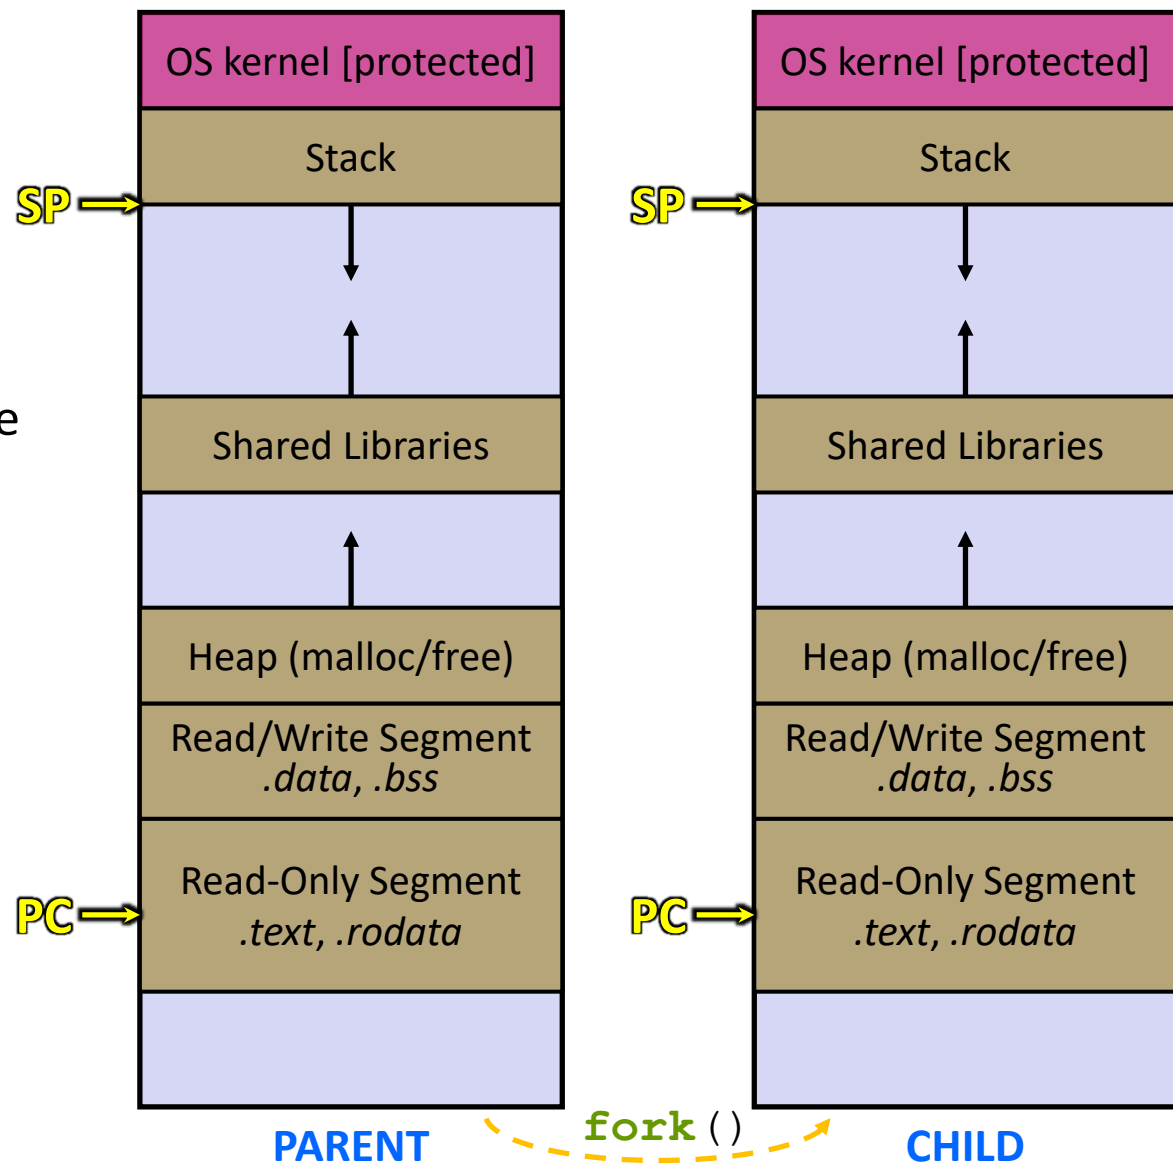 OS kernel [protected]
Stack
SP
e
Shared Libraries
Heap (malloc/free)
Read/Write Segment
.data, .bss
Read-Only Segment
.text, .rodata
PC
PARENT
OS kernel [protected]
Stack
SP
Shared Libraries
Heap (malloc/free)
Read/Write Segment
.data, .bss
Read-Only Segment
.text, .rodata
PC
fork()
CHILD